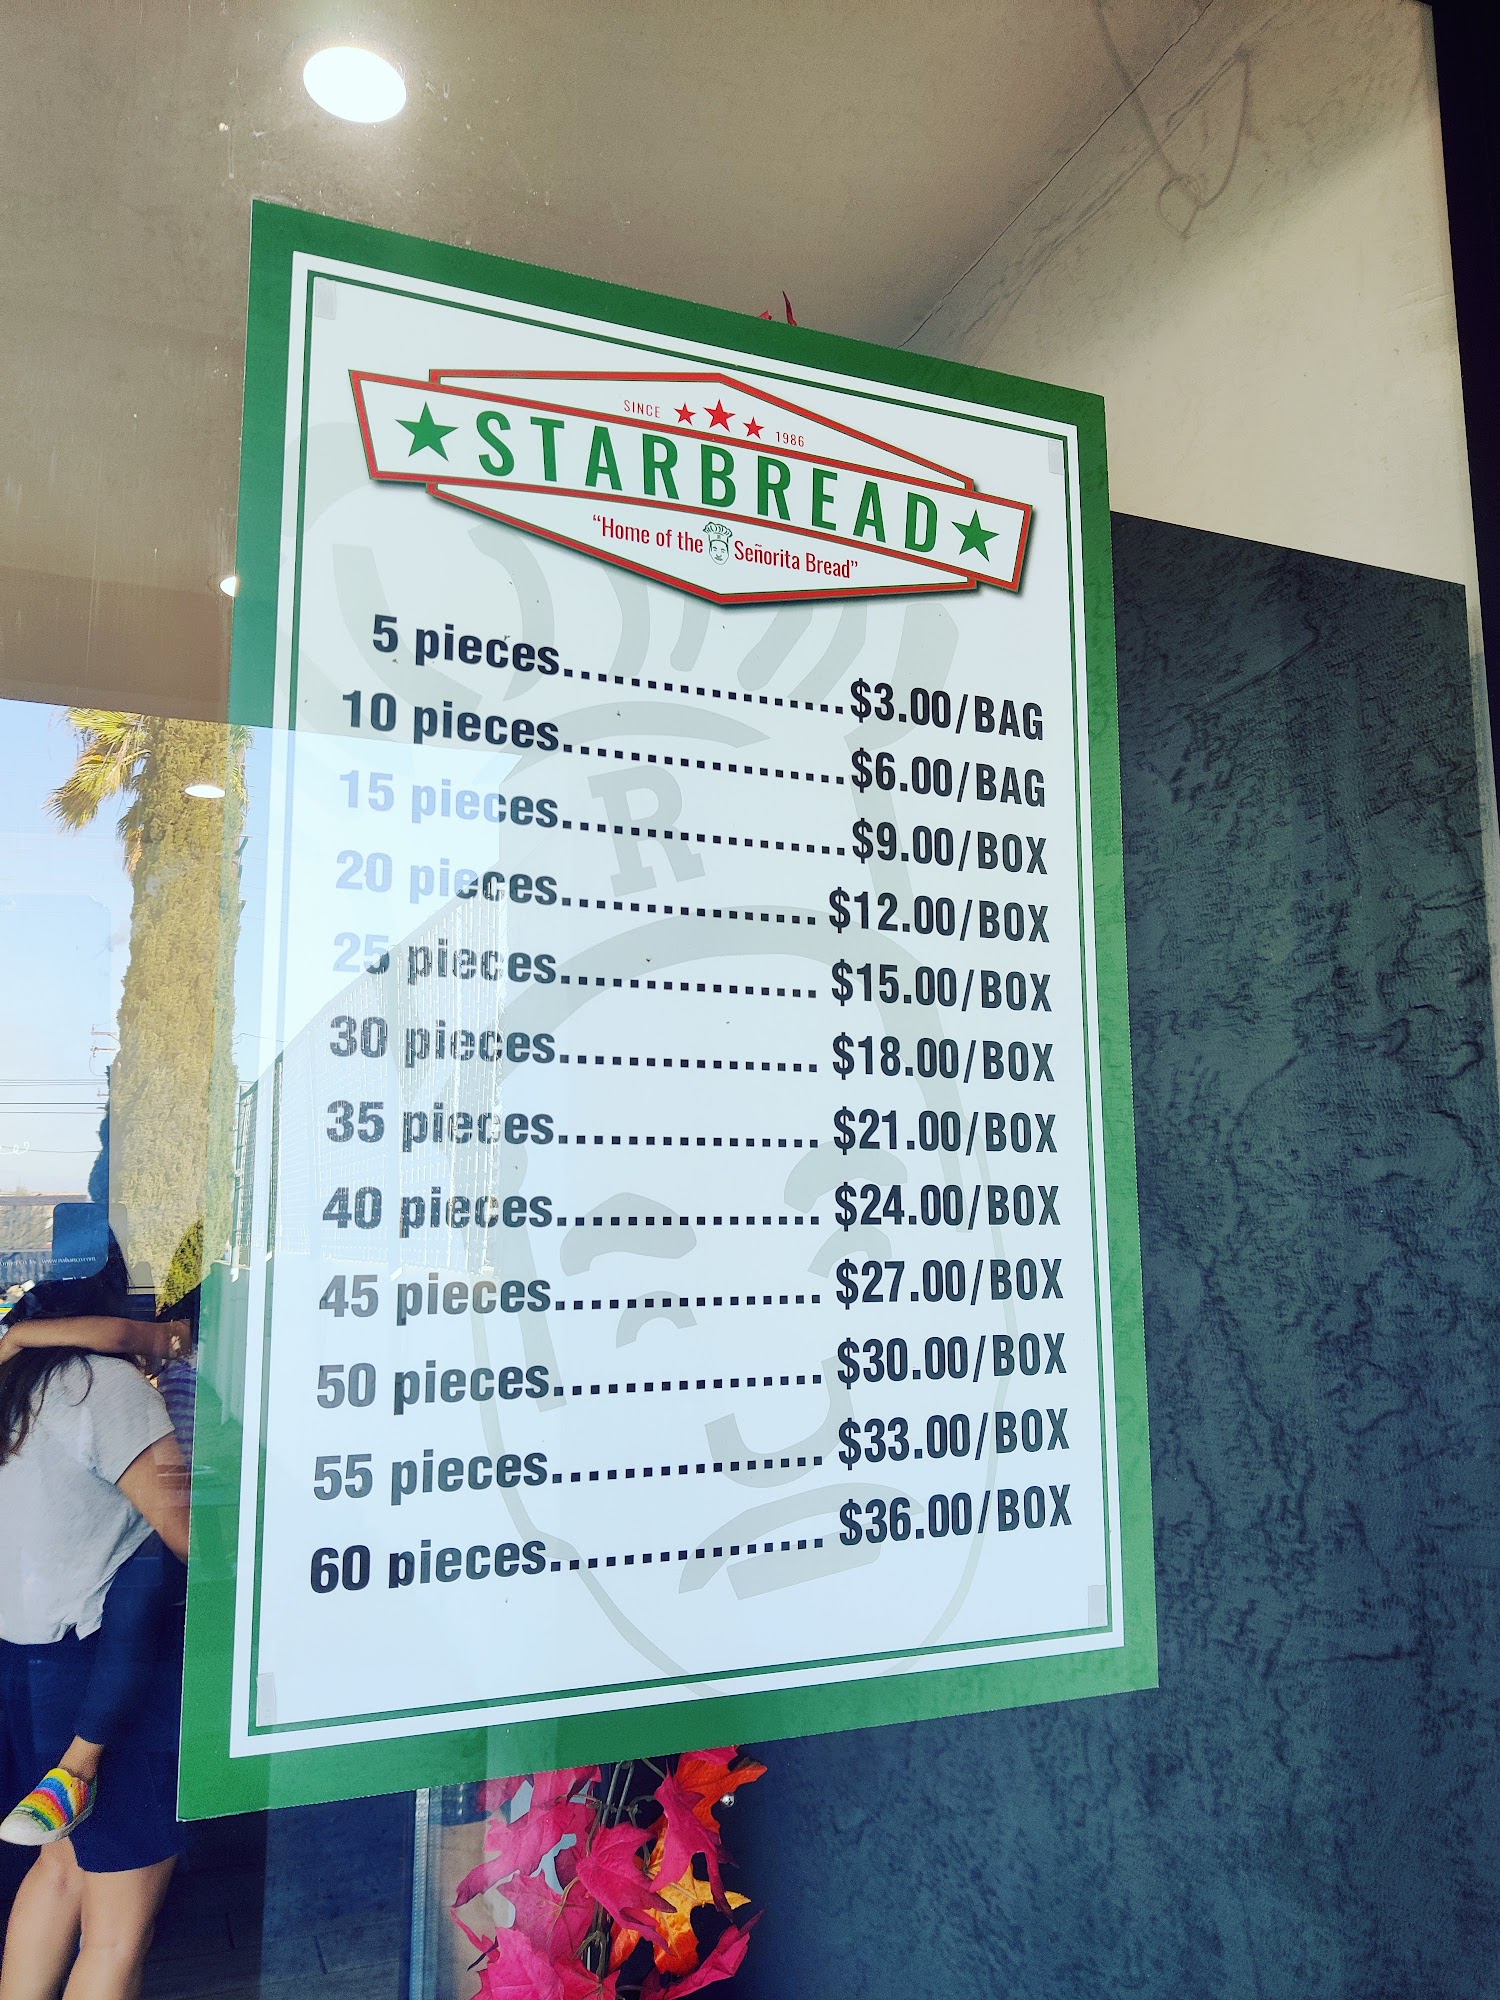 SINCE 1986
STARBREAD
"Home of the Señorita Bread"
5 pieces.................$3.00/BAG
10 pieces.................$6.00/BAG
15 pieces.................$9.00/BOX
20 pieces................$12.00/BOX
25 pieces................$15.00/BOX
30 pieces................$18.00/BOX
35 pieces................$21.00/BOX
40 pieces................$24.00/BOX
45 pieces................$27.00/BOX
50 pieces................$30.00/BOX
55 pieces................$33.00/BOX
60 pieces................$36.00/BOX
R